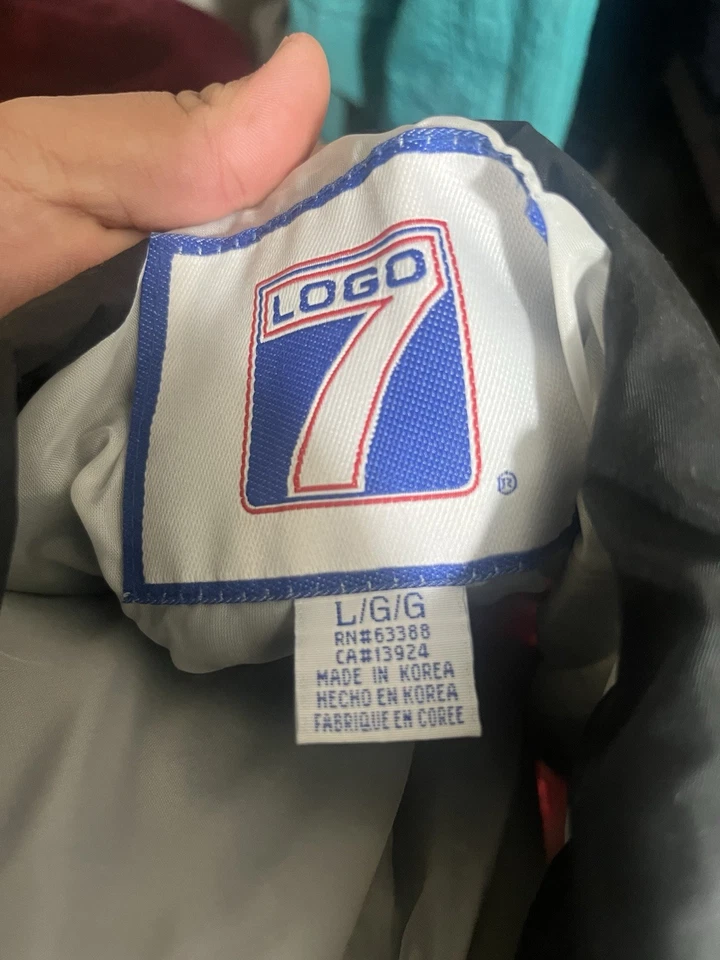 LOGO
7
®
L/G/G
RN#63388
CA#13924
MADE IN KOREA
HECHO EN KOREA
FABRIQUE EN COREE